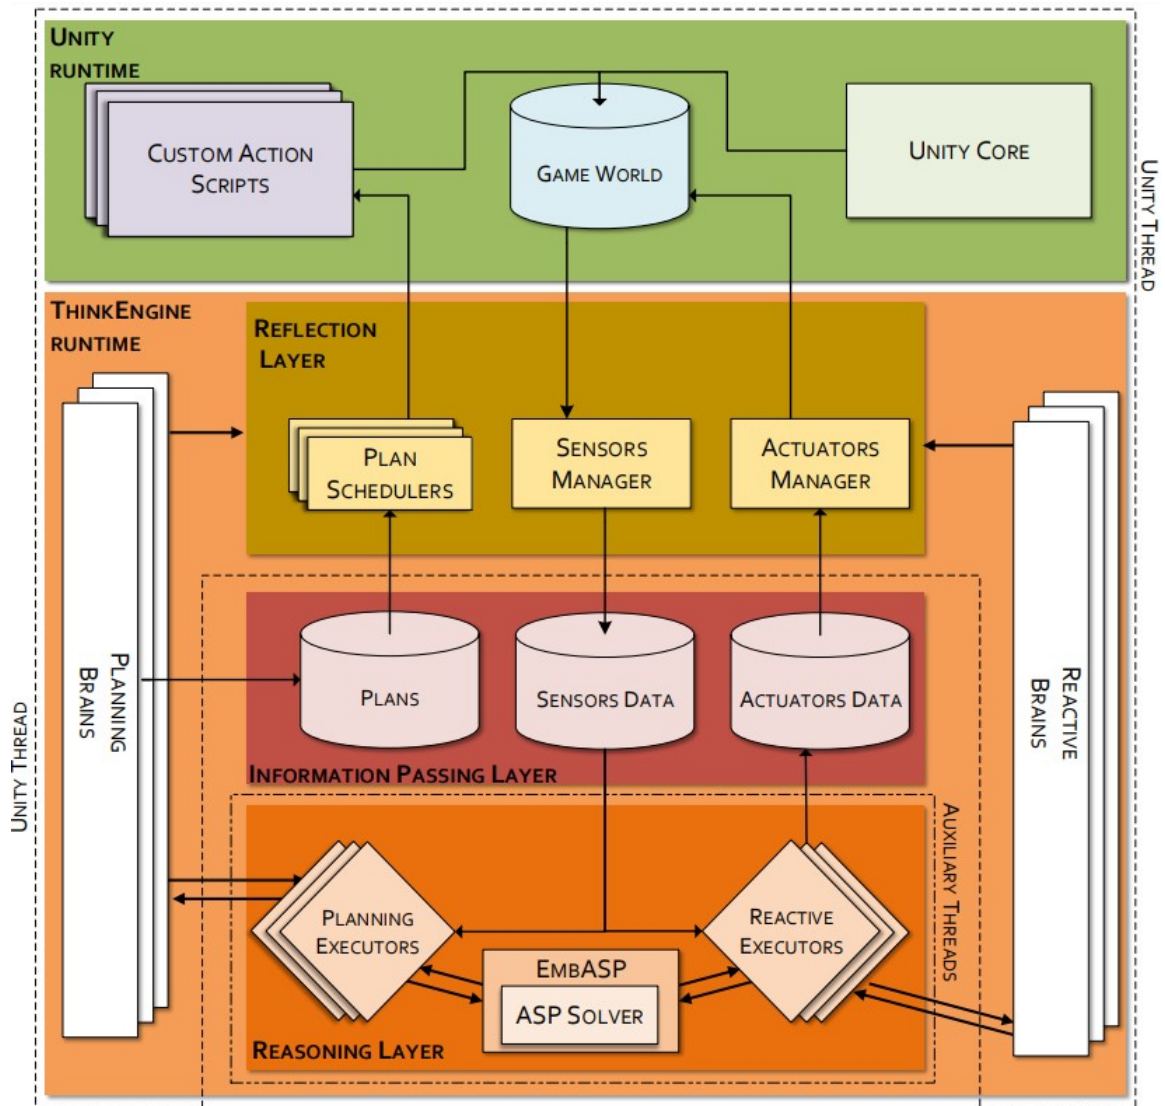 UNITY
RUNTIME
CUSTOM ACTION
SCRIPTS
GAME WORLD
UNITY CORE
UNITY THREAD
THINKENGINE
RUNTIME
REFLECTION
LAYER
PLAN
SCHEDULERS
SENSORS
MANAGER
ACTUATORS
MANAGER
PLANNING
BRAINS
REACTIVE
BRAINS
PLANS
SENSORS DATA
ACTUATORS DATA
INFORMATION PASSING LAYER
UNITY THREAD
AUXILIARY THREADS
PLANNING
EXECUTORS
REACTIVE
EXECUTORS
EMBASP
ASP SOLVER
REASONING LAYER